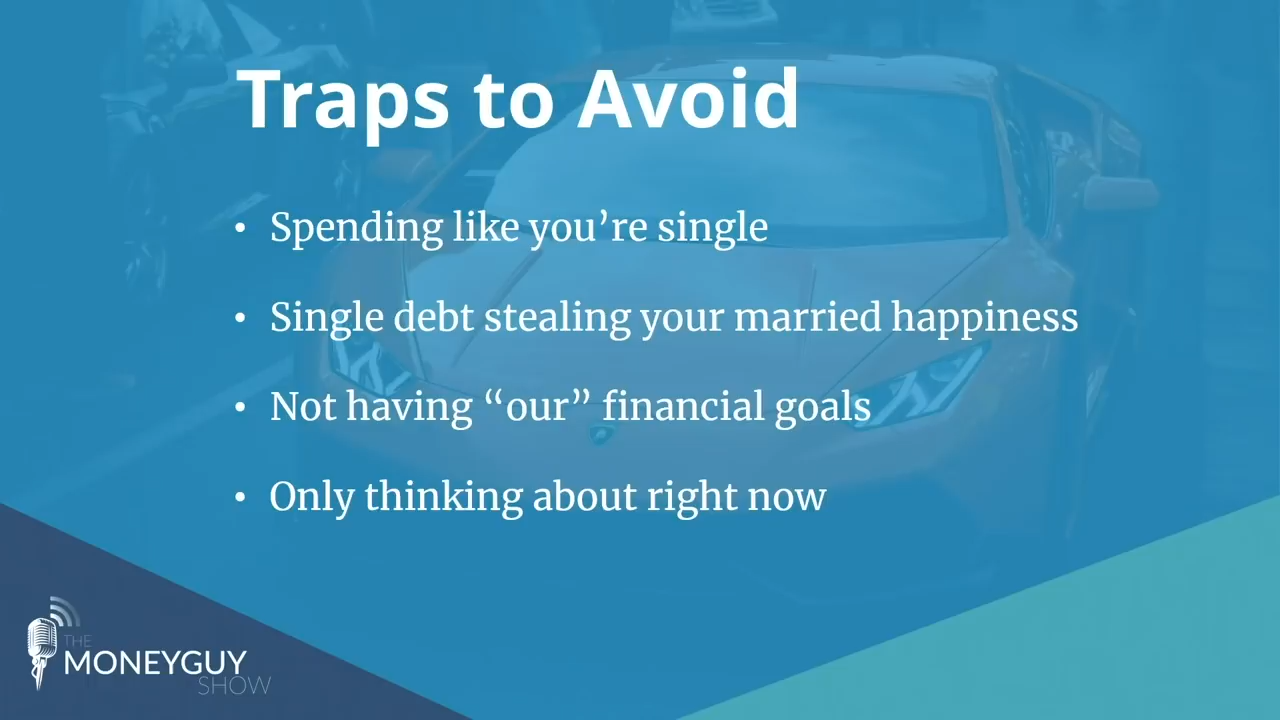 Traps to Avoid
• Spending like you’re single
• Single debt stealing your married happiness
• Not having “our” financial goals
• Only thinking about right now
THE
MONEYGUY
SHOW